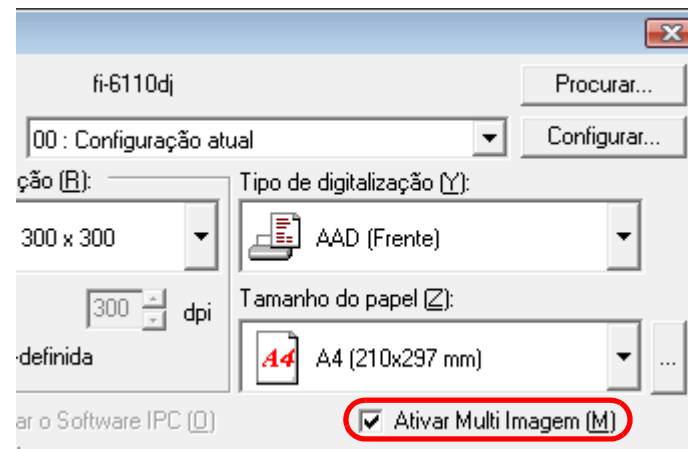 fi-6110dj
Procurar...
00 : Configuração atual
Configurar...
ção (R):
Tipo de digitalização (Y):
300 x 300
AAD (Frente)
300 dpi
Tamanho do papel (Z):
-definida
A4
A4 (210x297 mm)
...
ar o Software IPC (O)
Ativar Multi Imagem (M)